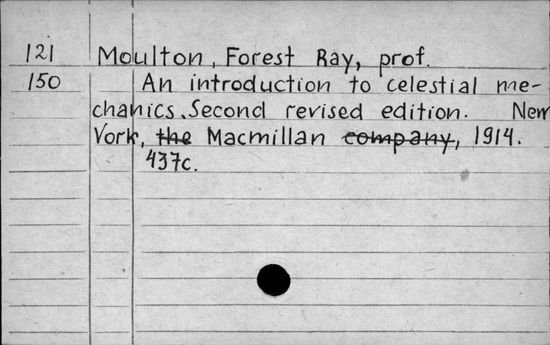 121 Moulton, Forest Ray, prof.
150 An introduction to celestial me-
chanics. Second revised edition. New
York, the Macmillan company, 1914.
437c.